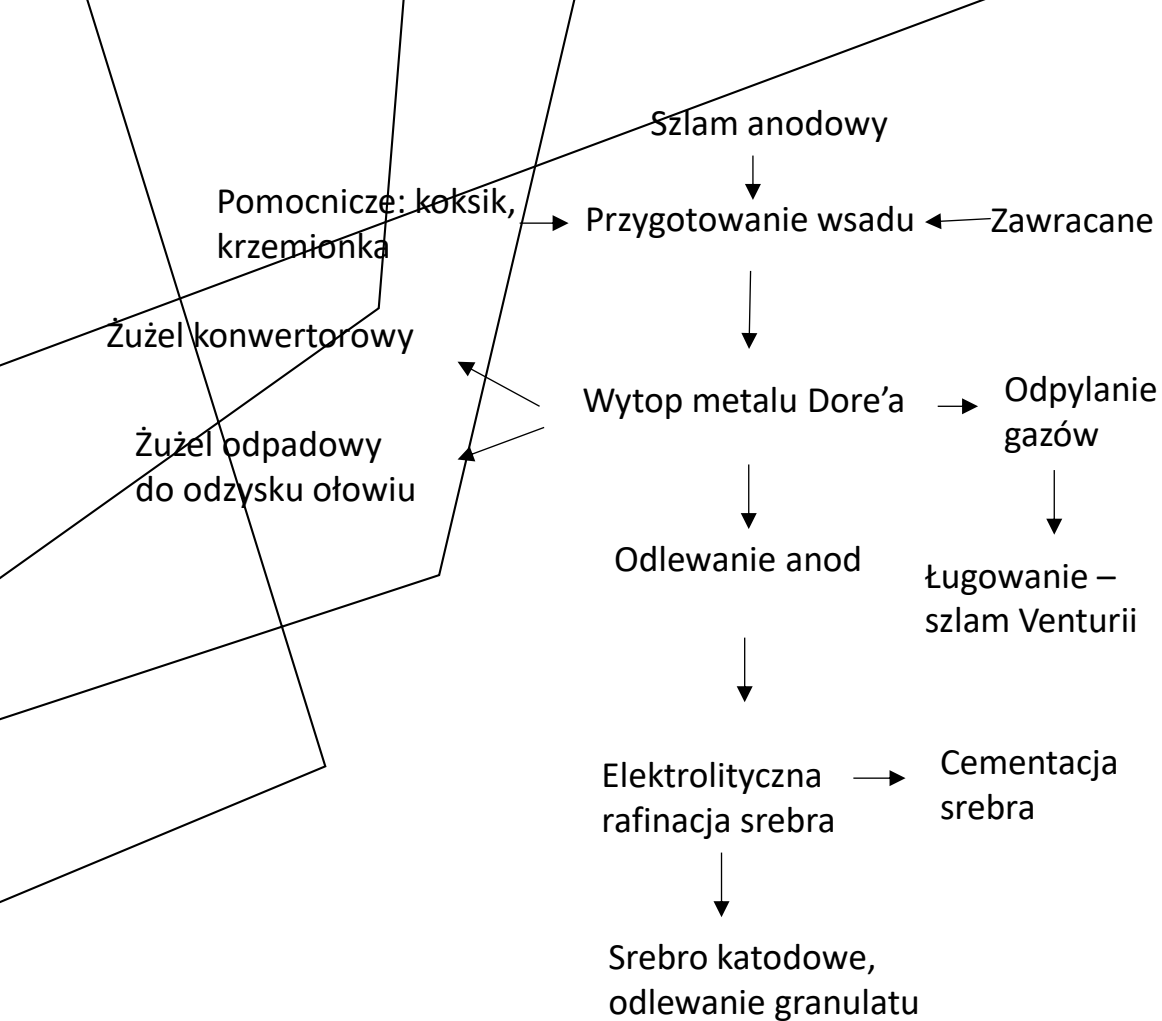 Szlam anodowy
Pomocnicze: koksik,
krzemionka
Przygotowanie wsadu
Zawracane
Żużel konwertorowy
Żużel odpadowy
do odzysku ołowiu
Wytop metalu Dore’a
Odpylanie
gazów
Odlewanie anod
Ługowanie –
szlam Venturii
Elektrolityczna
rafinacja srebra
Cementacja
srebra
Srebro katodowe,
odlewanie granulatu